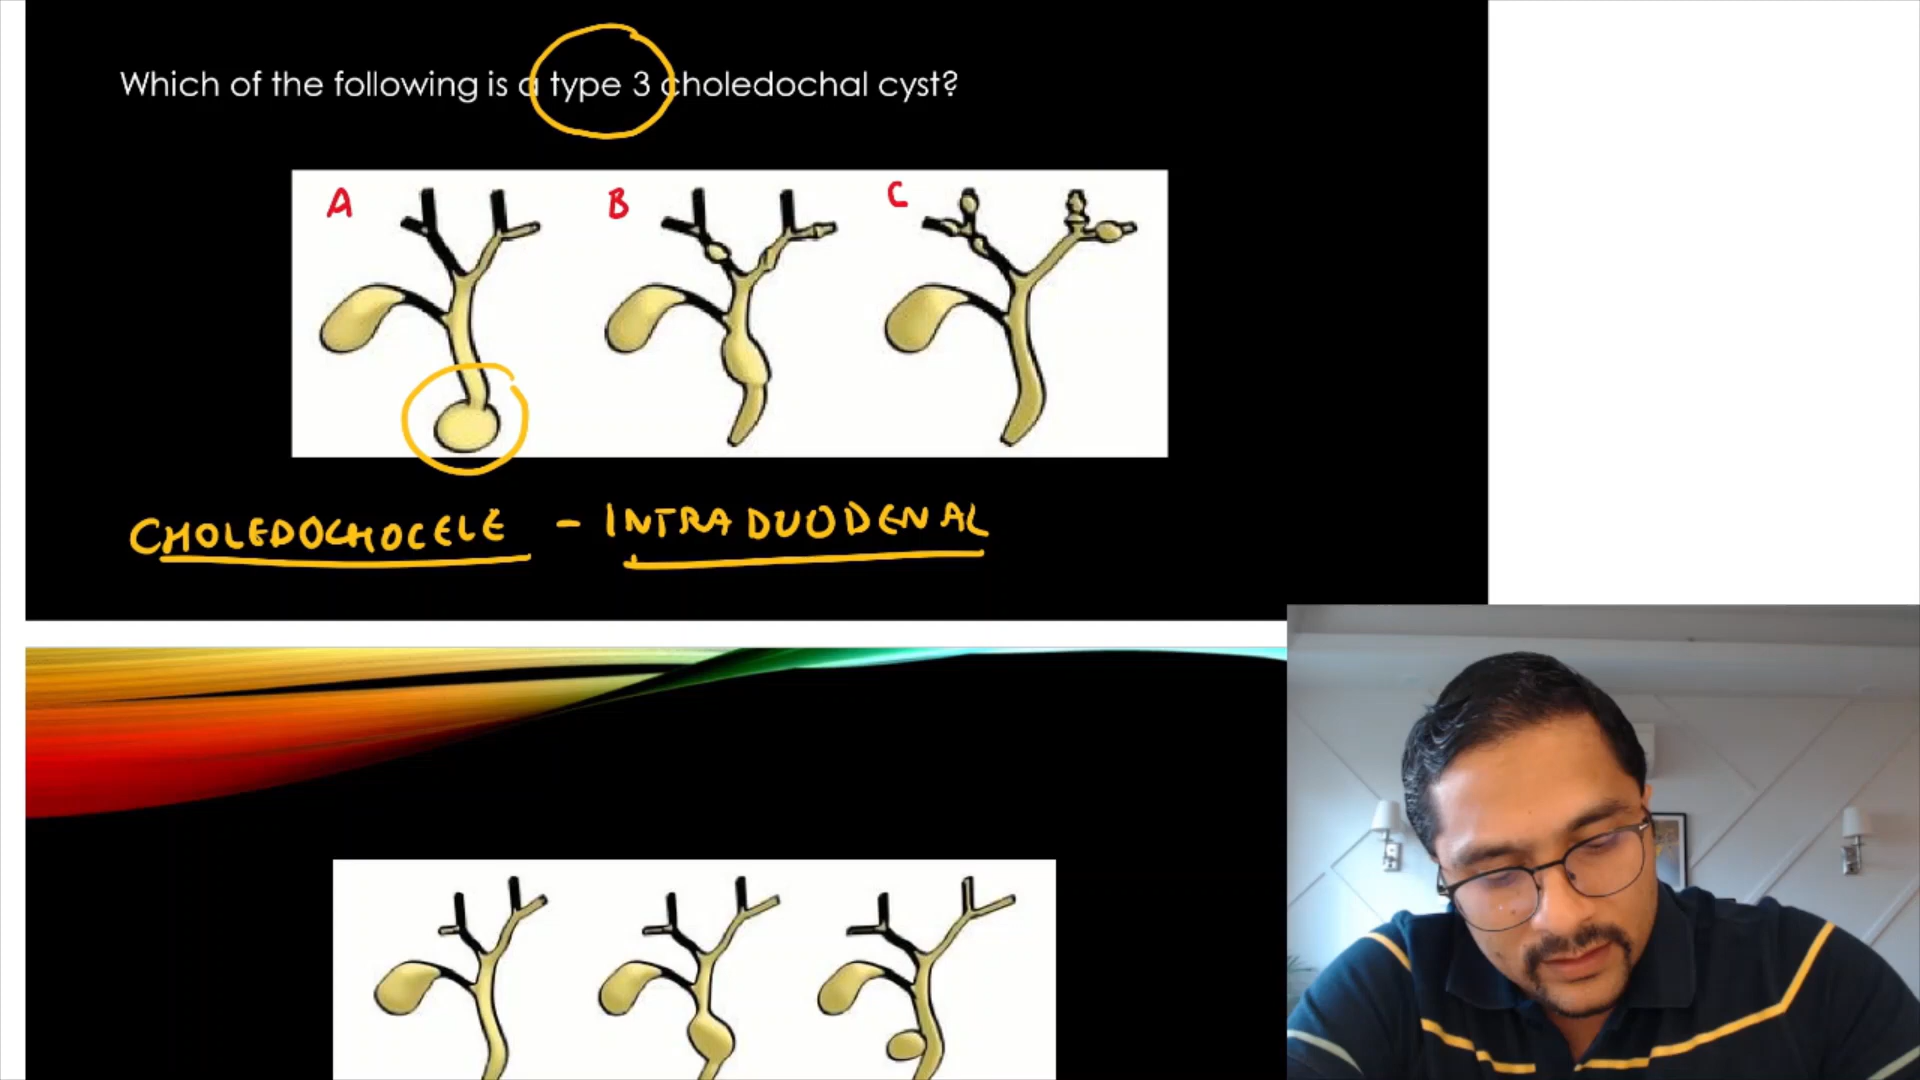 Which of the following is a type 3 choledochal cyst?
A B C
CHOLEDOCHOCELE - INTRADUODENAL